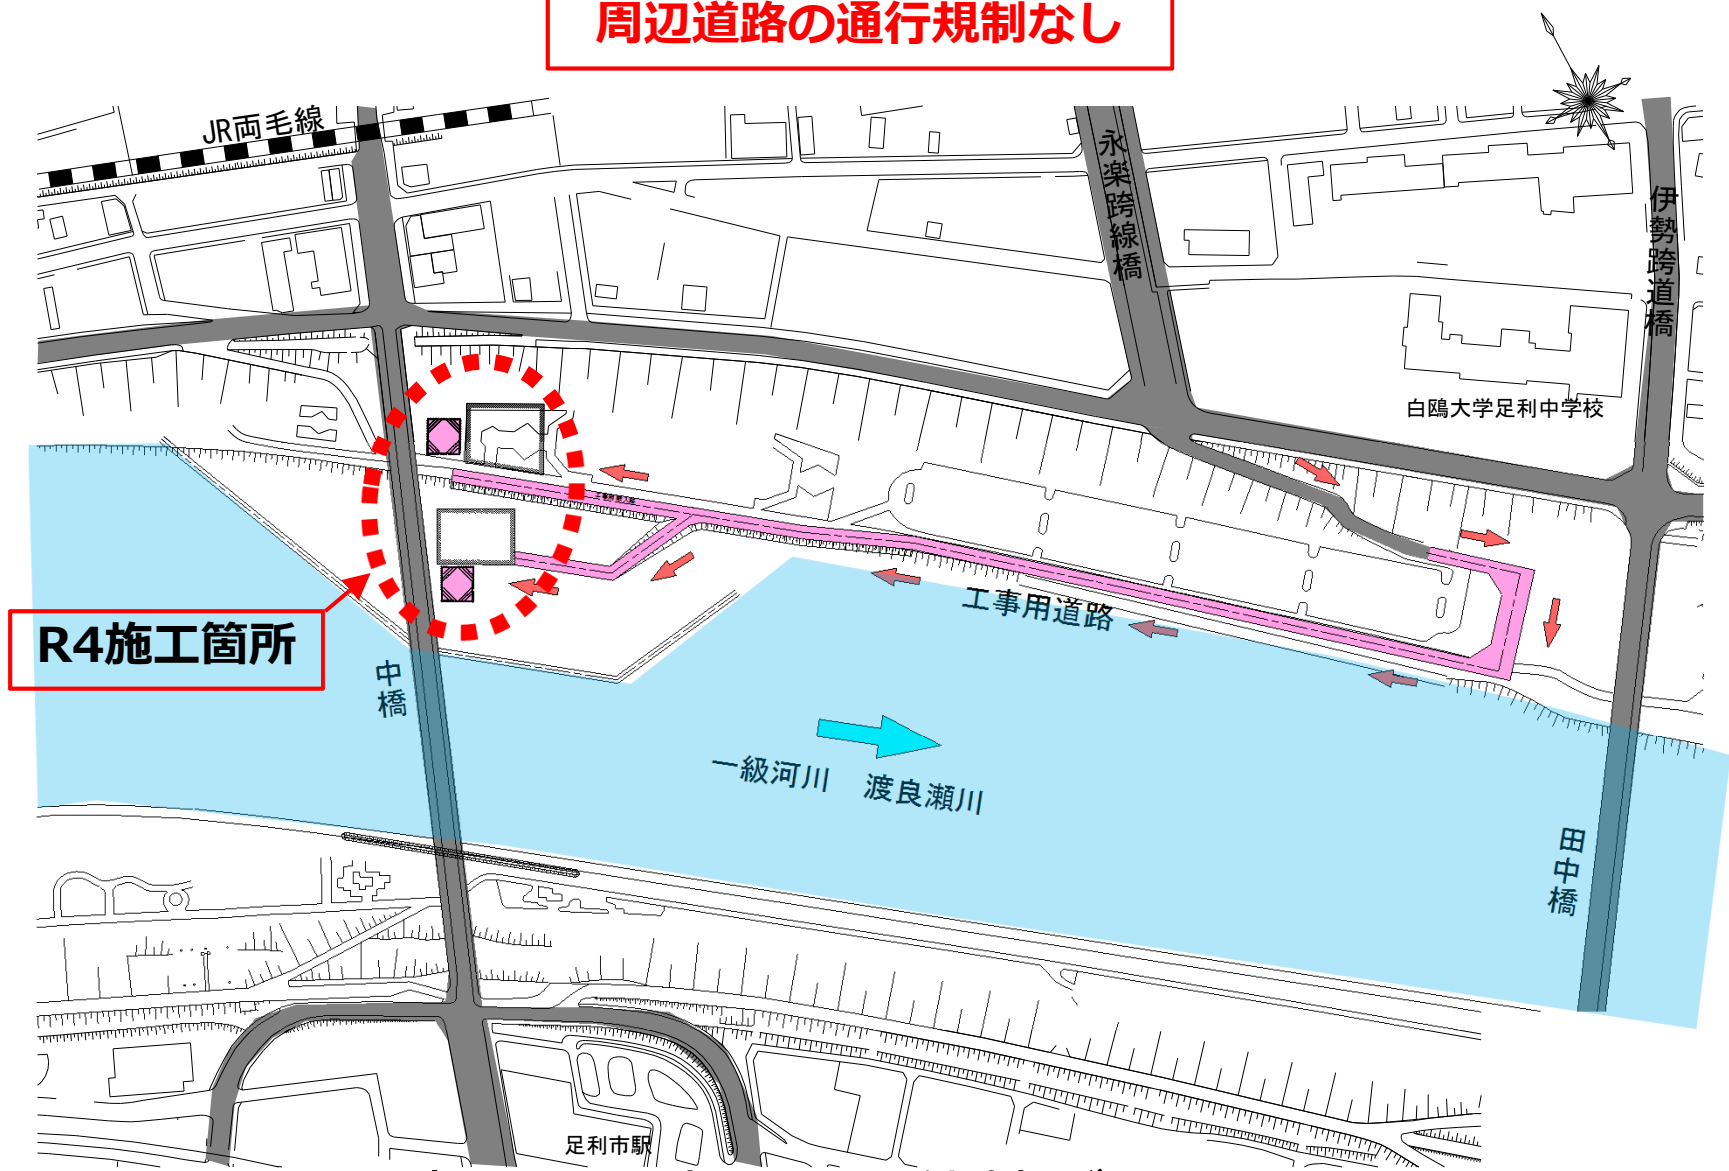 周辺道路の通行規制なし
JR両毛線
永楽跨線橋
伊勢跨道橋
白鴎大学足利中学校
工事用道路
R4施工箇所
中橋
一級河川　渡良瀬川
田中橋
足利市駅